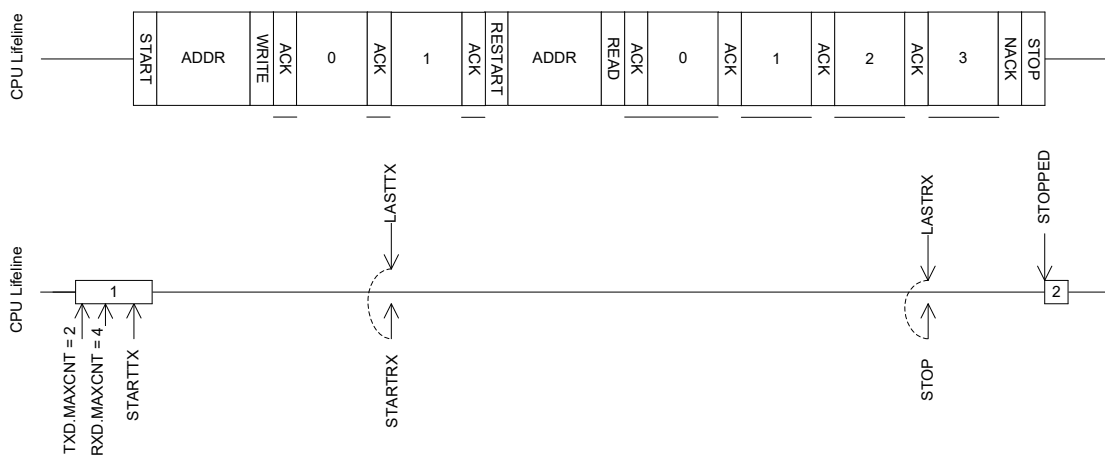 CPU Lifeline
START
ADDR
WRITE
ACK
0
ACK
1
ACK
RESTART
ADDR
READ
ACK
0
ACK
1
ACK
2
ACK
3
NACK
STOP
LASTTX
LASTRX
STOPPED
CPU Lifeline
1
2
TXD.MAXCNT = 2
RXD.MAXCNT = 4
STARTTX
STARTRX
STOP